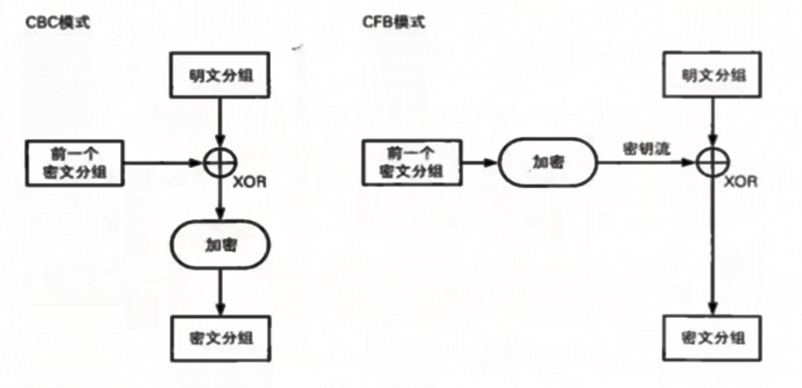 CBC模式
明文分组
前一个
密文分组
XOR
加密
密文分组
CFB模式
明文分组
前一个
密文分组
加密
密钥流
XOR
密文分组